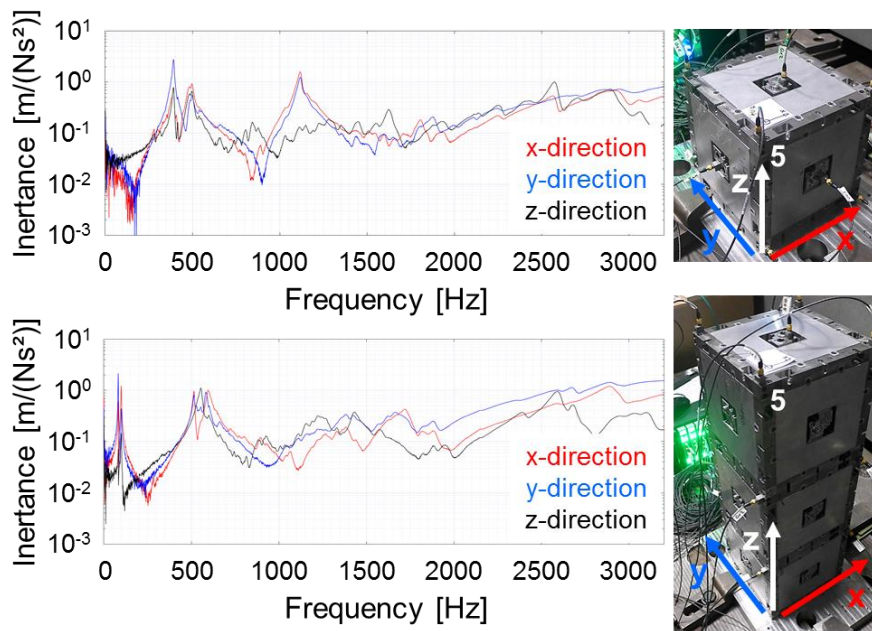 Inertance [m/(Ns²)]
10¹
10⁰
10⁻¹
10⁻²
10⁻³
x-direction
y-direction
z-direction
0 500 1000 1500 2000 2500 3000
Frequency [Hz]
5
z
y
x
Inertance [m/(Ns²)]
10¹
10⁰
10⁻¹
10⁻²
10⁻³
x-direction
y-direction
z-direction
0 500 1000 1500 2000 2500 3000
Frequency [Hz]
5
z
y
x